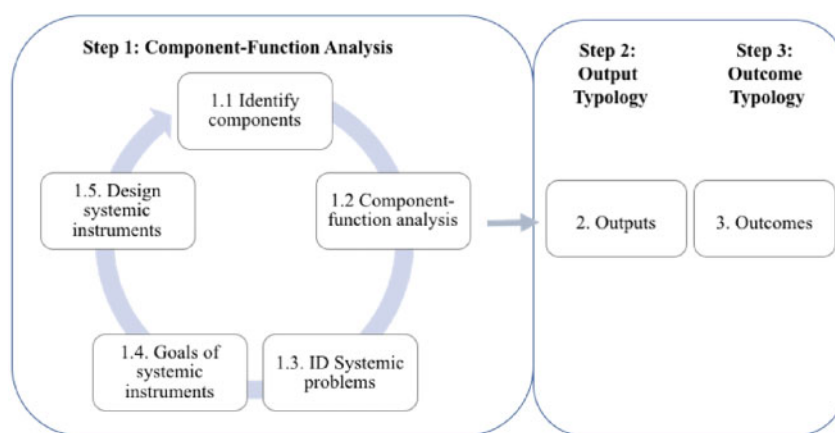 Step 1: Component-Function Analysis
1.1 Identify
components
1.2 Component-
function analysis
1.3. ID Systemic
problems
1.4. Goals of
systemic
instruments
1.5. Design
systemic
instruments
Step 2:
Output
Typology
Step 3:
Outcome
Typology
2. Outputs
3. Outcomes